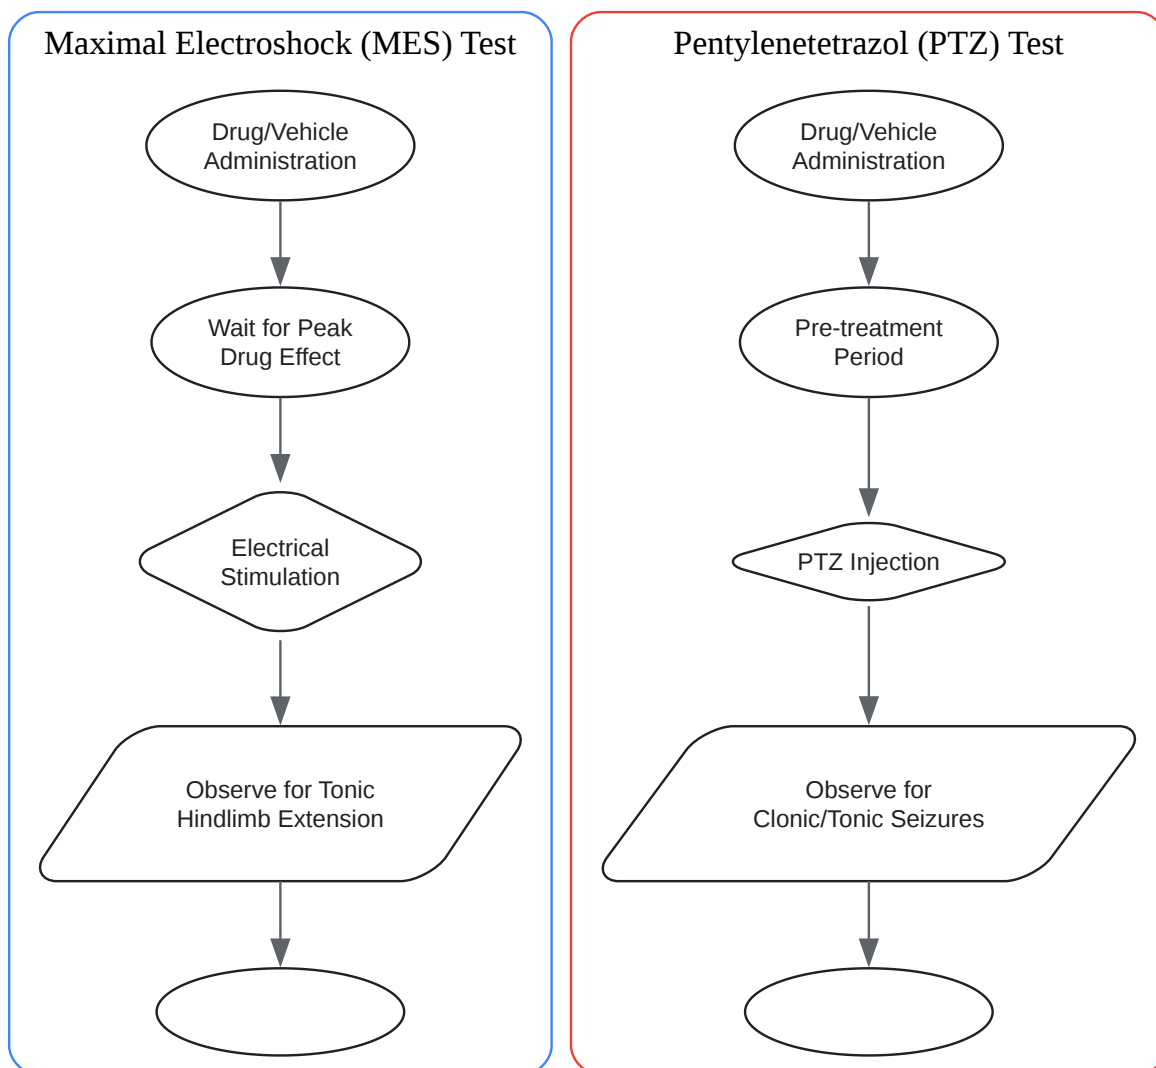 Maximal Electroshock (MES) Test
Drug/Vehicle
Administration
Wait for Peak
Drug Effect
Electrical
Stimulation
Observe for Tonic
Hindlimb Extension
Pentylenetetrazol (PTZ) Test
Drug/Vehicle
Administration
Pre-treatment
Period
PTZ Injection
Observe for
Clonic/Tonic Seizures